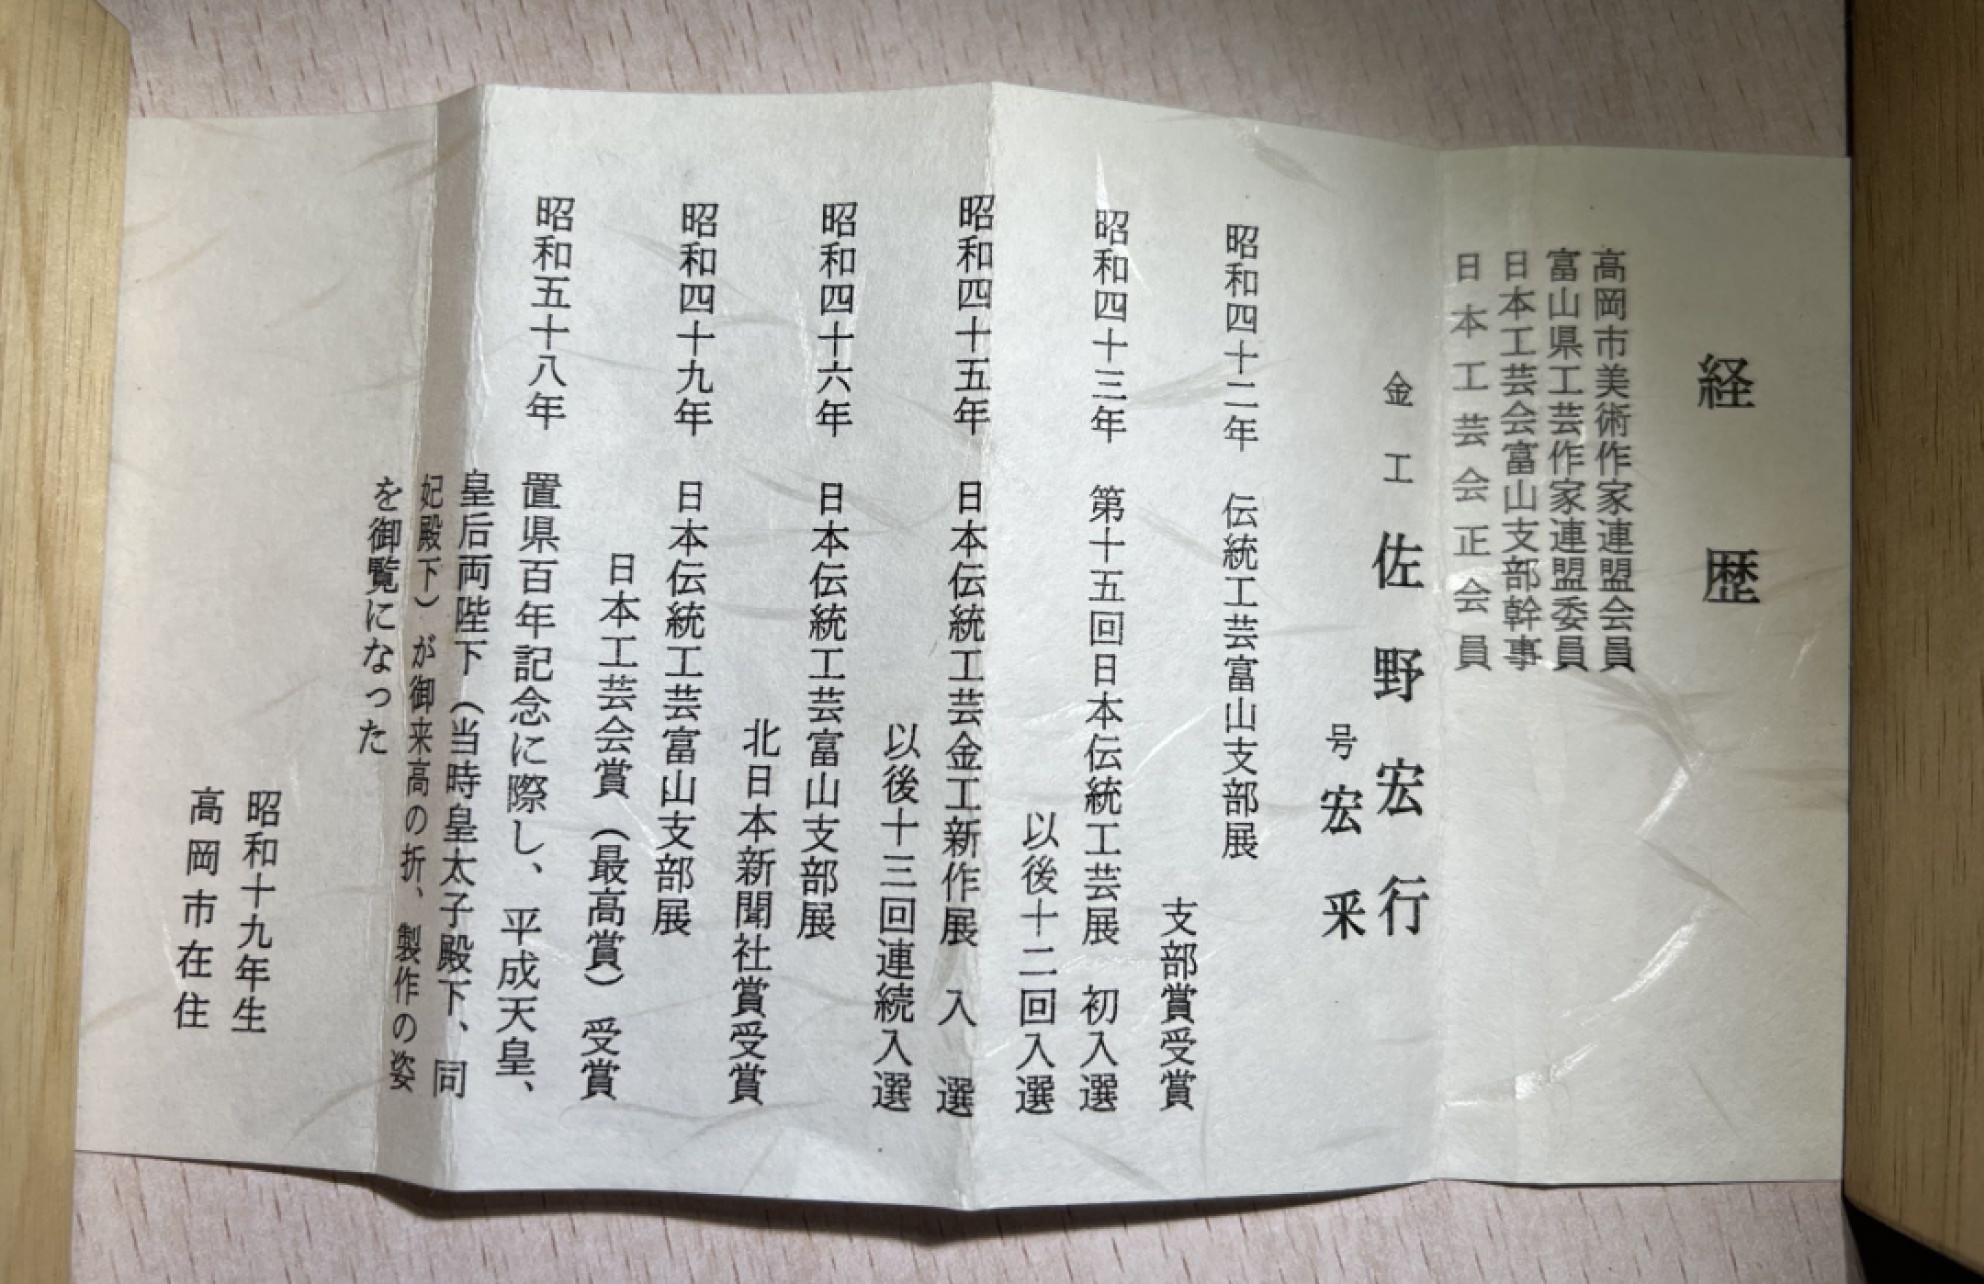 経歴
高岡市美術作家連盟会員
富山県工芸作家連盟委員
日本工芸会富山支部幹事
日本工芸会正会員
金工 佐野宏行
号 宏采
昭和四十二年 伝統工芸富山支部展
支部賞受賞
昭和四十三年 第十五回日本伝統工芸展 初入選
以後十二回入選
昭和四十五年 日本伝統工芸金工新作展 入選
以後十三回連続入選
昭和四十六年 日本伝統工芸富山支部展
北日本新聞社賞受賞
昭和四十九年 日本伝統工芸富山支部展
日本工芸会賞（最高賞）受賞
昭和五十八年 置県百年記念に際し、平成天皇、
皇后両陛下（当時皇太子殿下、同
妃殿下）が御来高の折、製作の姿
を御覧になった
昭和十九年生
高岡市在住